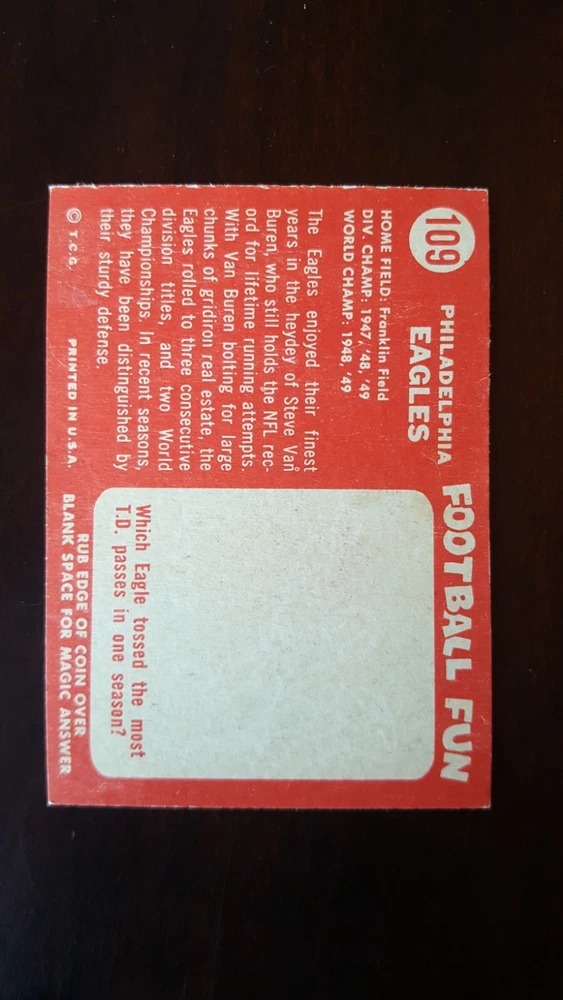 109
PHILADELPHIA
EAGLES
HOME FIELD: Franklin Field
DIV. CHAMP: 1947, '48, '49
WORLD CHAMP: 1948, '49
The Eagles enjoyed their finest
years in the heydey of Steve Van
Buren, who still holds the NFL rec-
ord for lifetime running attempts.
With Van Buren bolting for large
chunks of gridiron real estate, the
Eagles rolled to three consecutive
division titles, and two World
Championships. In recent seasons,
they have been distinguished by
their sturdy defense.
© T.C.G. PRINTED IN U.S.A.
FOOTBALL FUN
Which Eagle tossed the most
T.D. passes in one season?
RUB EDGE OF COIN OVER
BLANK SPACE FOR MAGIC ANSWER